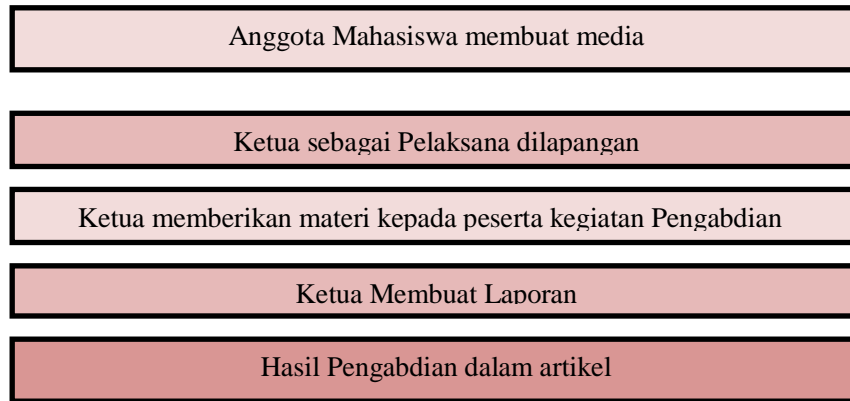 Anggota Mahasiswa membuat media
Ketua sebagai Pelaksana dilapangan
Ketua memberikan materi kepada peserta kegiatan Pengabdian
Ketua Membuat Laporan
Hasil Pengabdian dalam artikel